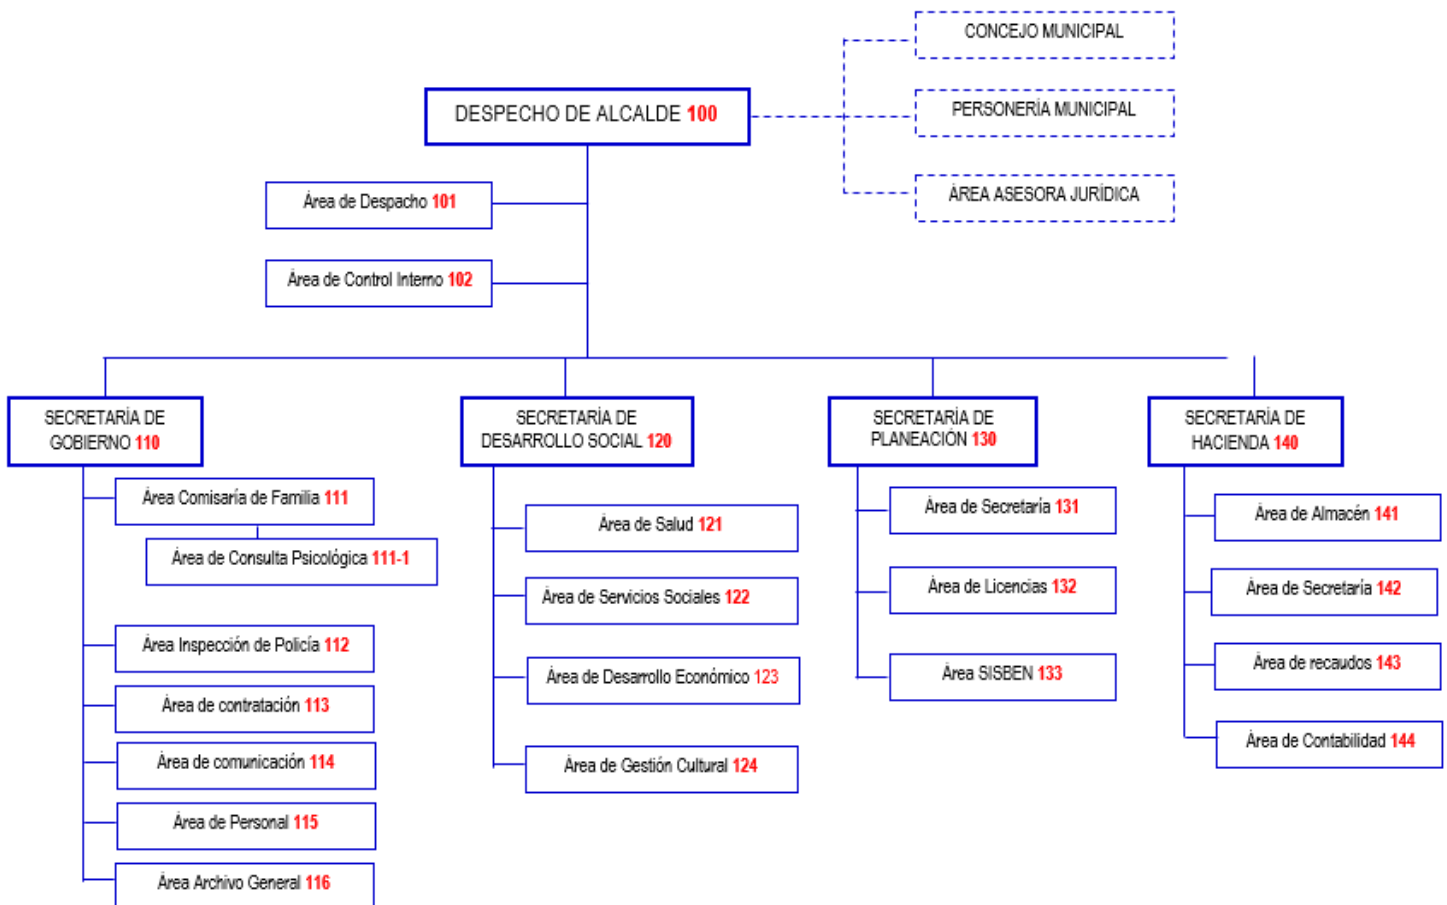 CONCEJO MUNICIPAL
DESPECHO DE ALCALDE 100
PERSONERÍA MUNICIPAL
ÁREA ASESORA JURÍDICA
Área de Despacho 101
Área de Control Interno 102
SECRETARÍA DE
GOBIERNO 110
Área Comisaría de Familia 111
Área de Consulta Psicológica 111-1
Área Inspección de Policía 112
Área de contratación 113
Área de comunicación 114
Área de Personal 115
Área Archivo General 116
SECRETARÍA DE
DESARROLLO SOCIAL 120
Área de Salud 121
Área de Servicios Sociales 122
Área de Desarrollo Económico 123
Área de Gestión Cultural 124
SECRETARÍA DE
PLANEACIÓN 130
Área de Secretaría 131
Área de Licencias 132
Área SISBEN 133
SECRETARÍA DE
HACIENDA 140
Área de Almacén 141
Área de Secretaría 142
Área de recaudos 143
Área de Contabilidad 144